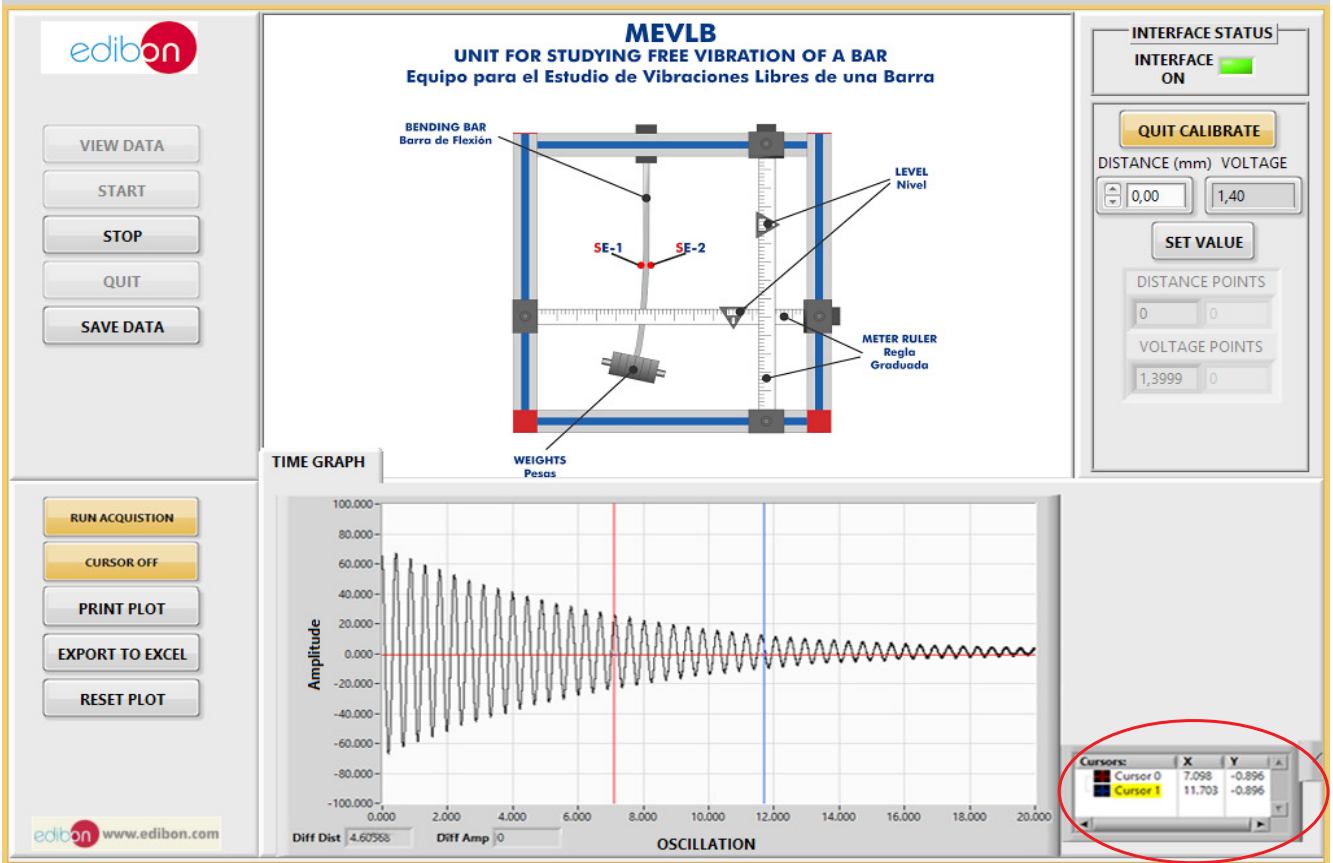 edibon
VIEW DATA
START
STOP
QUIT
SAVE DATA
MEVLB
UNIT FOR STUDYING FREE VIBRATION OF A BAR
Equipo para el Estudio de Vibraciones Libres de una Barra
BENDING BAR
Barra de Flexión
LEVEL
Nivel
SE-1 SE-2
METER RULER
Regla
Graduada
WEIGHTS
Pesas
INTERFACE STATUS
INTERFACE
ON
QUIT CALIBRATE
DISTANCE (mm) VOLTAGE
0,00 1,40
SET VALUE
DISTANCE POINTS
0 0
VOLTAGE POINTS
1,3999 0
RUN ACQUISTION
CURSOR OFF
PRINT PLOT
EXPORT TO EXCEL
RESET PLOT
edibon www.edibon.com
TIME GRAPH
Amplitude
100.000
80.000
60.000
40.000
20.000
0.000
-20.000
-40.000
-60.000
-80.000
-100.000
0.000 2.000 4.000 6.000 8.000 10.000 12.000 14.000 16.000 18.000 20.000
Diff Dist 4.60568 Diff Amp 0
OSCILLATION
Cursors: X Y
Cursor 0 7.098 -0.896
Cursor 1 11.703 -0.896